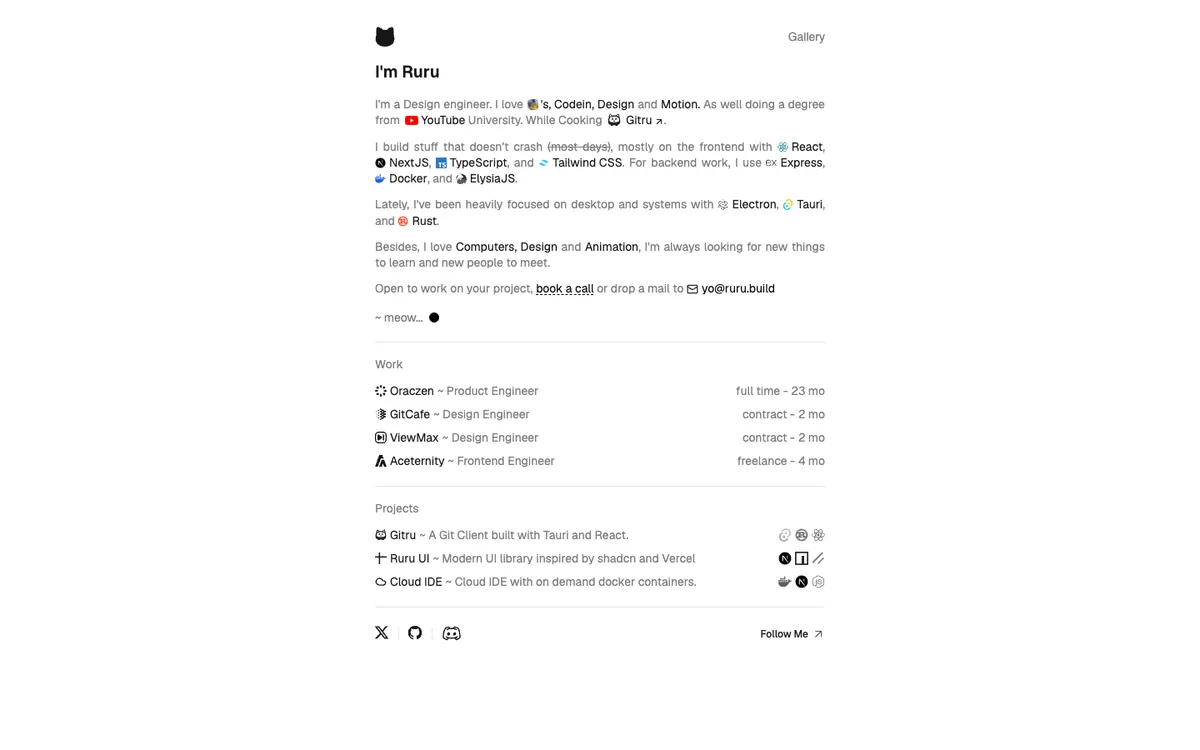 Gallery
I'm Ruru
I'm a Design engineer. I love 's, Codein, Design and Motion. As well doing a degree
from YouTube University. While Cooking Gitru ↗.
I build stuff that doesn't crash (most days), mostly on the frontend with React,
NextJS, TS TypeScript, and Tailwind CSS. For backend work, I use ex Express,
Docker, and ElysiaJS.
Lately, I've been heavily focused on desktop and systems with Electron, Tauri,
and Rust.
Besides, I love Computers, Design and Animation, I'm always looking for new things
to learn and new people to meet.
Open to work on your project, book a call or drop a mail to yo@ruru.build
~ meow...
Work
Oraczen ~ Product Engineer full time - 23 mo
GitCafe ~ Design Engineer contract - 2 mo
ViewMax ~ Design Engineer contract - 2 mo
Aceternity ~ Frontend Engineer freelance - 4 mo
Projects
Gitru ~ A Git Client built with Tauri and React.
Ruru UI ~ Modern UI library inspired by shadcn and Vercel
Cloud IDE ~ Cloud IDE with on demand docker containers.
Follow Me ↗